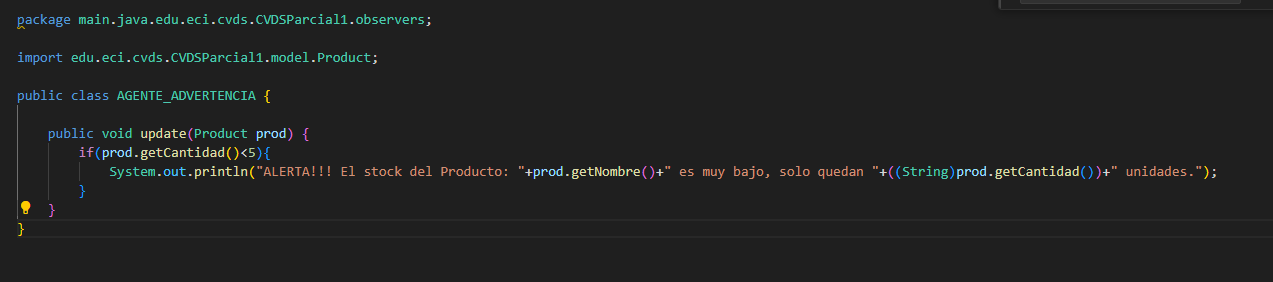 package main.java.edu.eci.cvds.CVDSParcial1.observers;
import edu.eci.cvds.CVDSParcial1.model.Product;
public class AGENTE_ADVERTENCIA {
public void update(Product prod) {
if(prod.getCantidad()<5){
System.out.println("ALERTA!!! El stock del Producto: "+prod.getNombre()+" es muy bajo, solo quedan "+((String)prod.getCantidad())+" unidades.");
}
}
}